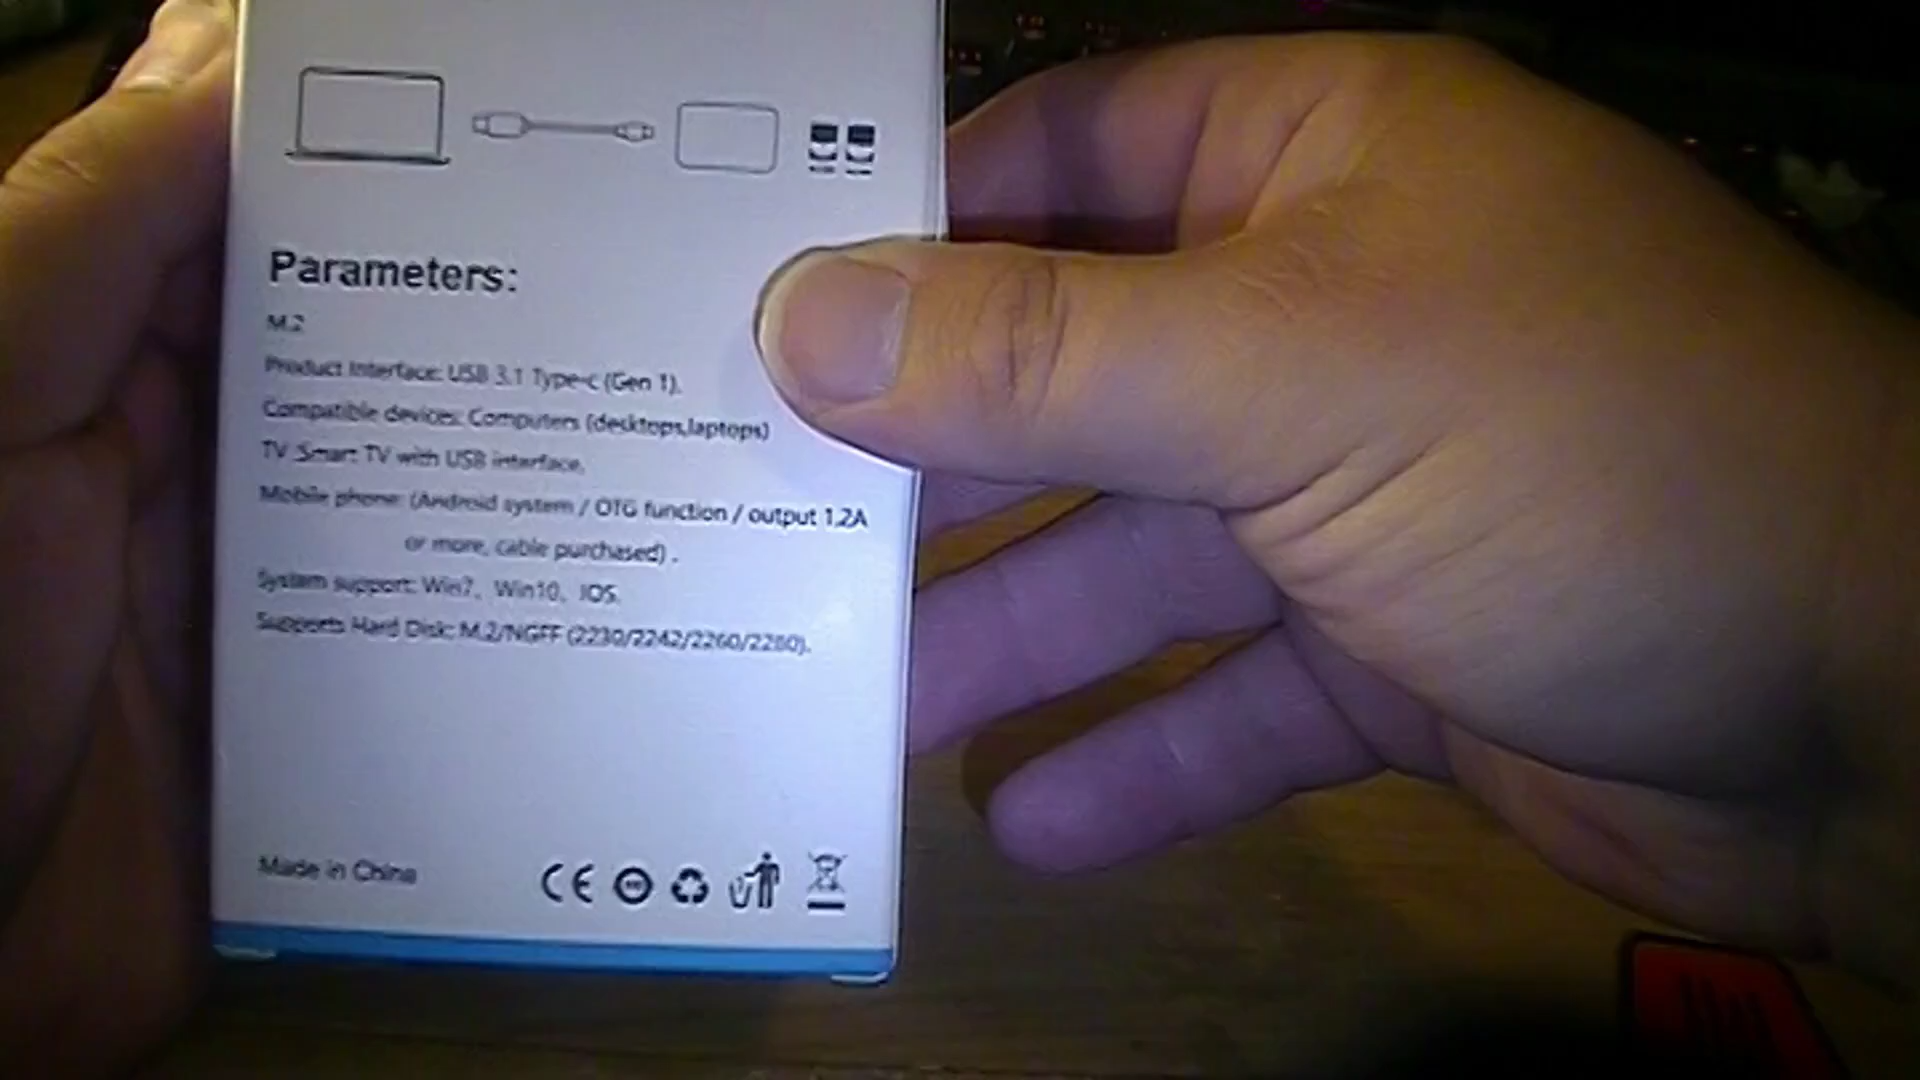 Parameters:
M.2
Product Interface: USB 3.1 Type-c (Gen 1).
Compatible devices: Computers (desktops,laptops)
TV :Smart TV with USB interface.
Mobile phone: (Android system / OTG function / output 1.2A
or more, cable purchased) .
System support: Win7、Win10、IOS.
Supports Hard Disk: M.2/NGFF (2230/2242/2260/2280).
Made in China
CE